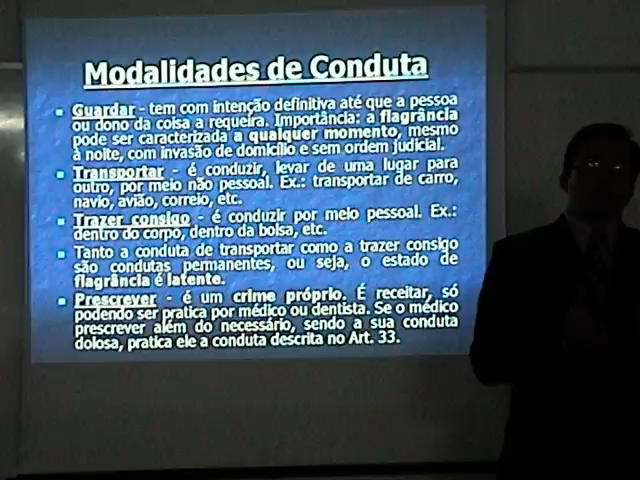 Modalidades de Conduta
Guardar - tem com intenção definitiva até que a pessoa
ou dono da coisa a requeira. Importância: a flagrância
pode ser caracterizada a qualquer momento, mesmo
à noite, com invasão de domicílio e sem ordem judicial.
Transportar - é conduzir, levar de uma lugar para
outro, por meio não pessoal. Ex.: transportar de carro,
navio, avião, correio, etc.
Trazer consigo - é conduzir por meio pessoal. Ex.:
dentro do corpo, dentro da bolsa, etc.
Tanto a conduta de transportar como a trazer consigo
são condutas permanentes, ou seja, o estado de
flagrância é latente.
Prescrever - é um crime próprio. É receitar, só
podendo ser pratica por médico ou dentista. Se o médico
prescrever além do necessário, sendo a sua conduta
dolosa, pratica ele a conduta descrita no Art. 33.